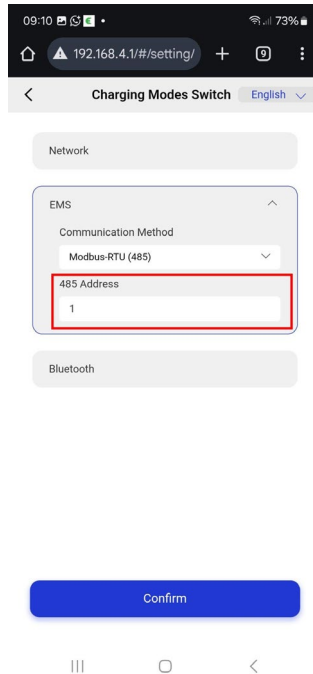 09:10
73%
192.168.4.1/#/setting/
9
Charging Modes Switch
English
Network
EMS
Communication Method
Modbus-RTU (485)
485 Address
1
Bluetooth
Confirm